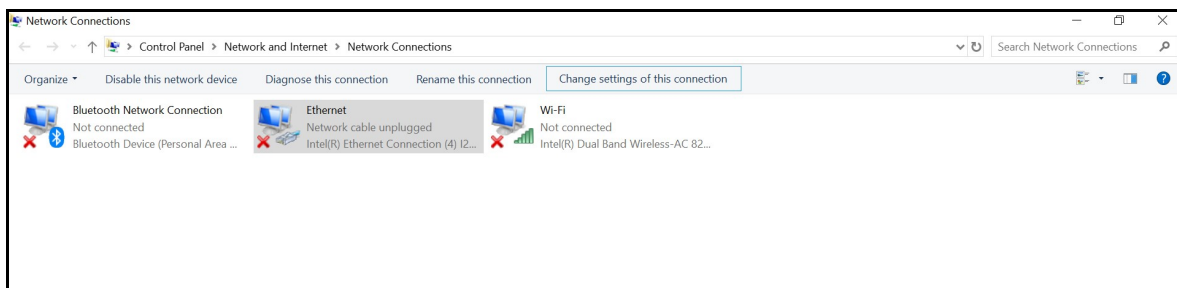 Network Connections
Control Panel > Network and Internet > Network Connections
Search Network Connections
Organize
Disable this network device
Diagnose this connection
Rename this connection
Change settings of this connection
Bluetooth Network Connection
Not connected
Bluetooth Device (Personal Area ...
Ethernet
Network cable unplugged
Intel(R) Ethernet Connection (4) I2...
Wi-Fi
Not connected
Intel(R) Dual Band Wireless-AC 82...